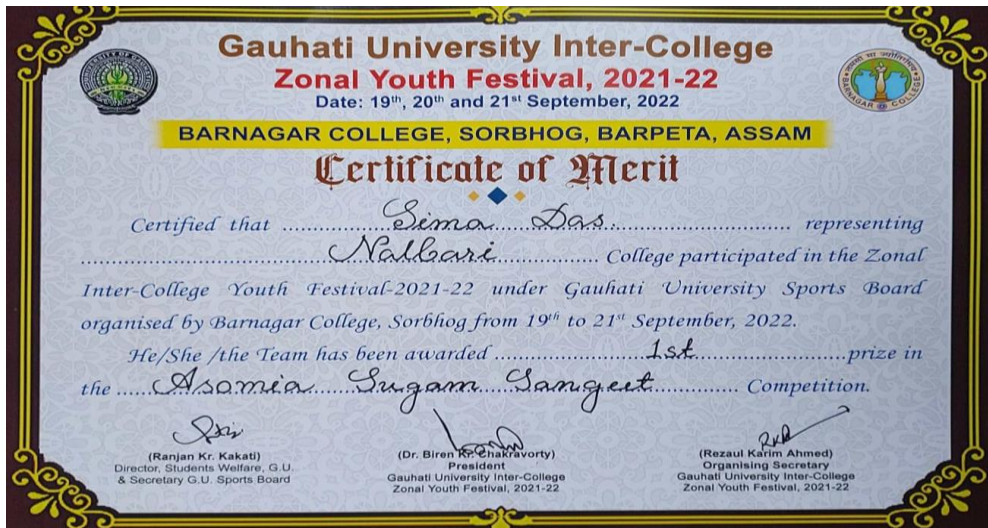 Gauhati University Inter-College
Zonal Youth Festival, 2021-22
Date: 19th, 20th and 21st September, 2022
BARNAGAR COLLEGE, SORBHOG, BARPETA, ASSAM
Certificate of Merit
Certified that ..........Sima Das.......... representing
..........Nalbari.......... College participated in the Zonal
Inter-College Youth Festival-2021-22 under Gauhati University Sports Board
organised by Barnagar College, Sorbhog from 19th to 21st September, 2022.
He/She /the Team has been awarded ..........1st..........prize in
the ......Asomia Sugam Sangeet.......... Competition.
(Ranjan Kr. Kakati)
Director, Students Welfare, G.U.
& Secretary G.U. Sports Board
(Dr. Biren Kr. Chakravorty)
President
Gauhati University Inter-College
Zonal Youth Festival, 2021-22
(Rezaul Karim Ahmed)
Organising Secretary
Gauhati University Inter-College
Zonal Youth Festival, 2021-22
BARNAGAR COLLEGE